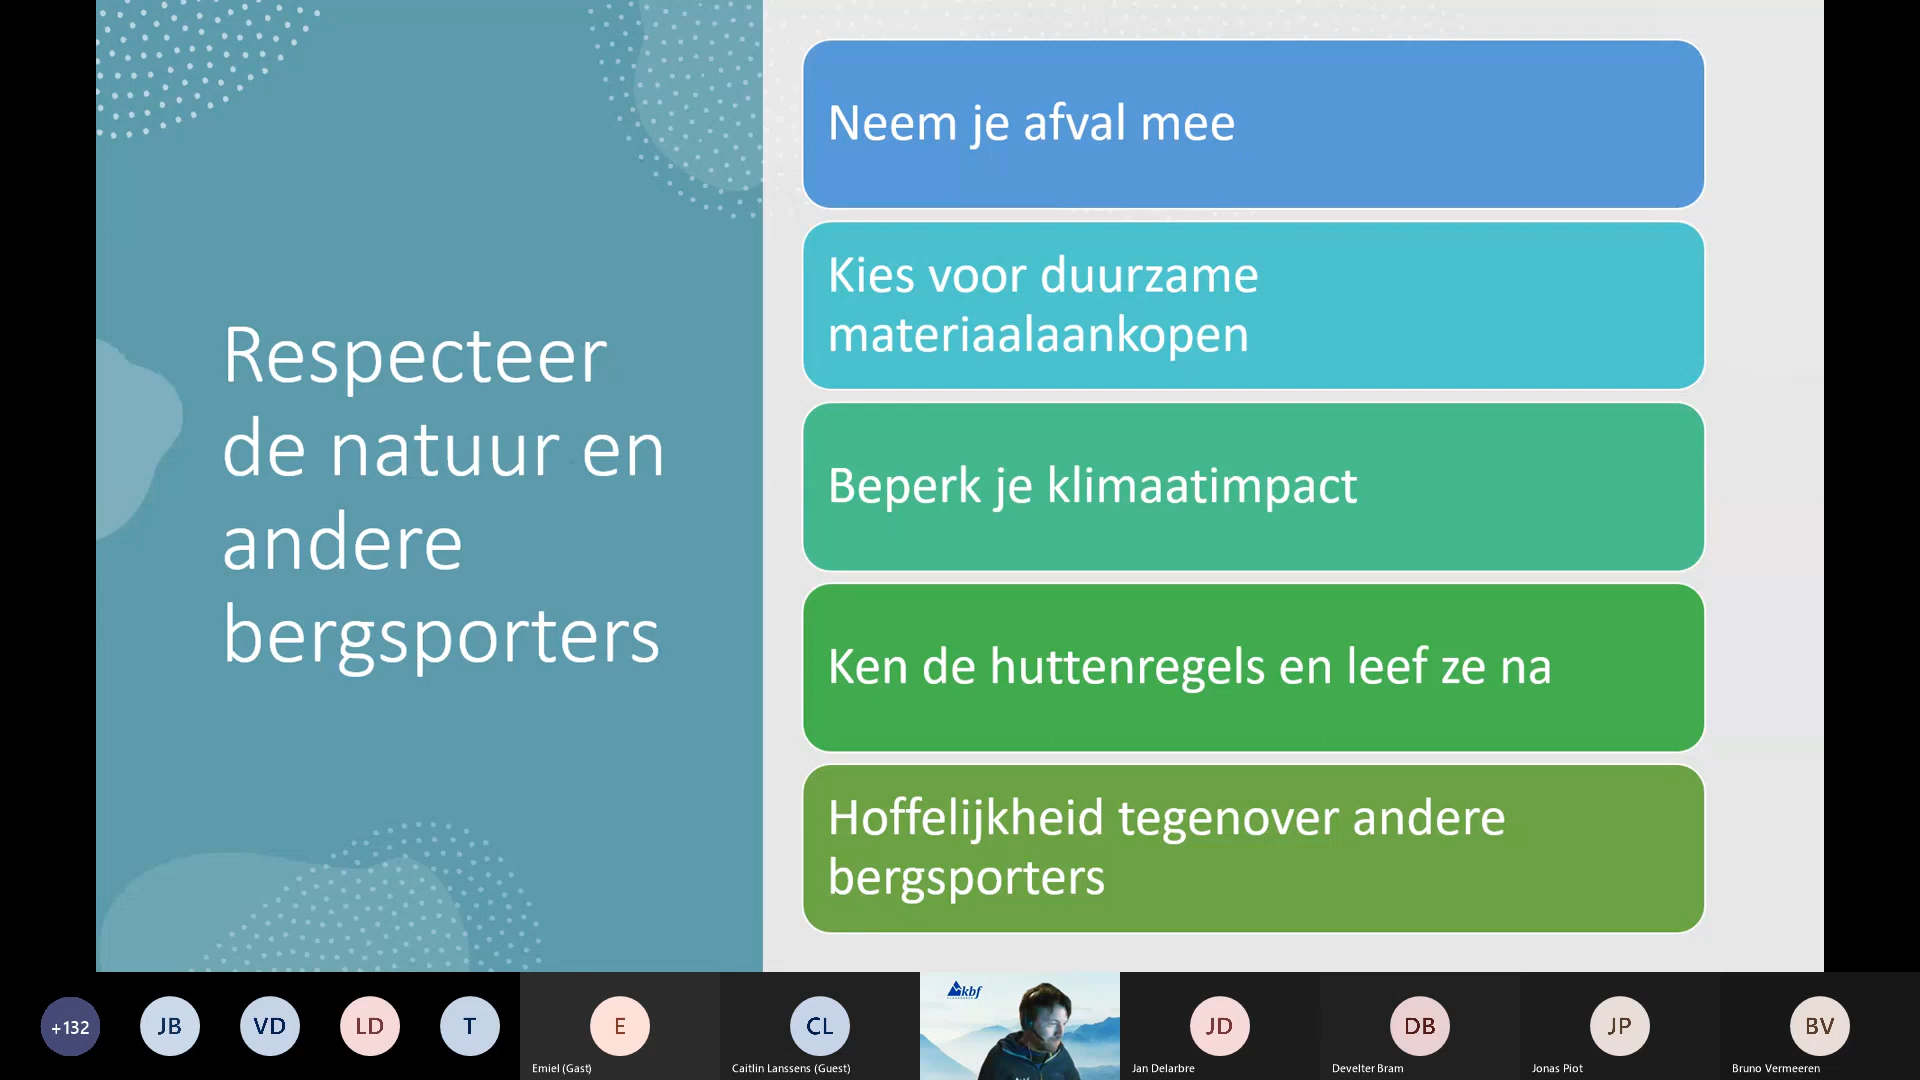 Respecteer
de natuur en
andere
bergsporters
Neem je afval mee
Kies voor duurzame
materiaalaankopen
Beperk je klimaatimpact
Ken de huttenregels en leef ze na
Hoffelijkheid tegenover andere
bergsporters
+132
JB
VD
LD
T
E
Emiel (Gast)
CL
Caitlin Lanssens (Guest)
kbf
JD
Jan Delarbre
DB
Develter Bram
JP
Jonas Piot
BV
Bruno Vermeeren